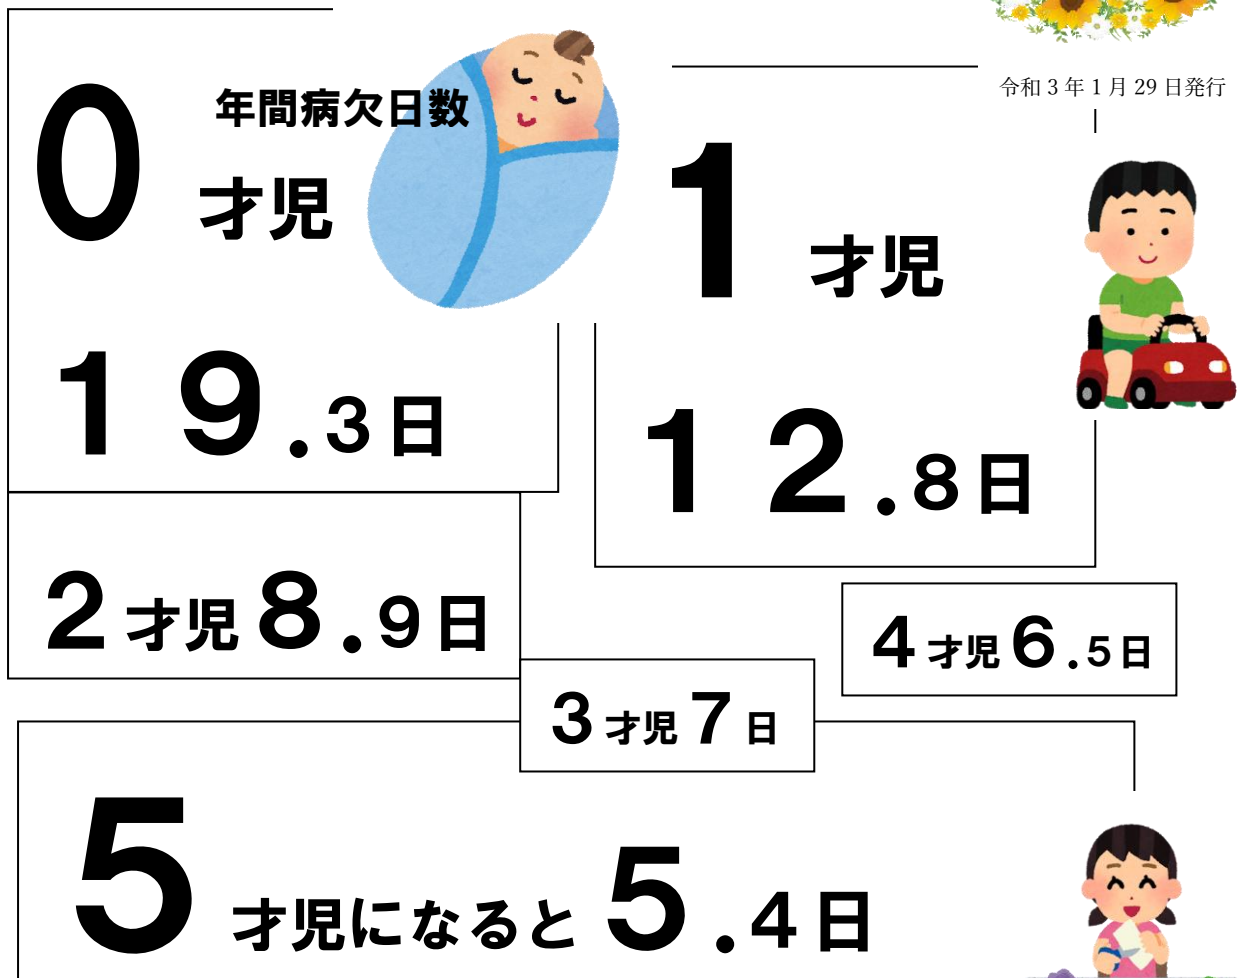 令和3年1月29日発行
年間病欠日数
0才児
19.3日
1才児
12.8日
2才児8.9日
4才児6.5日
3才児7日
5才児になると5.4日